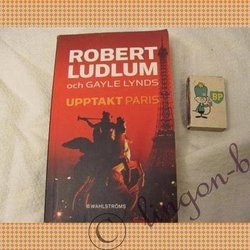 ROBERT
LUDLUM
och GAYLE LYNDS
UPPTAKT PARIS
B WAHLSTRÖMS
BP